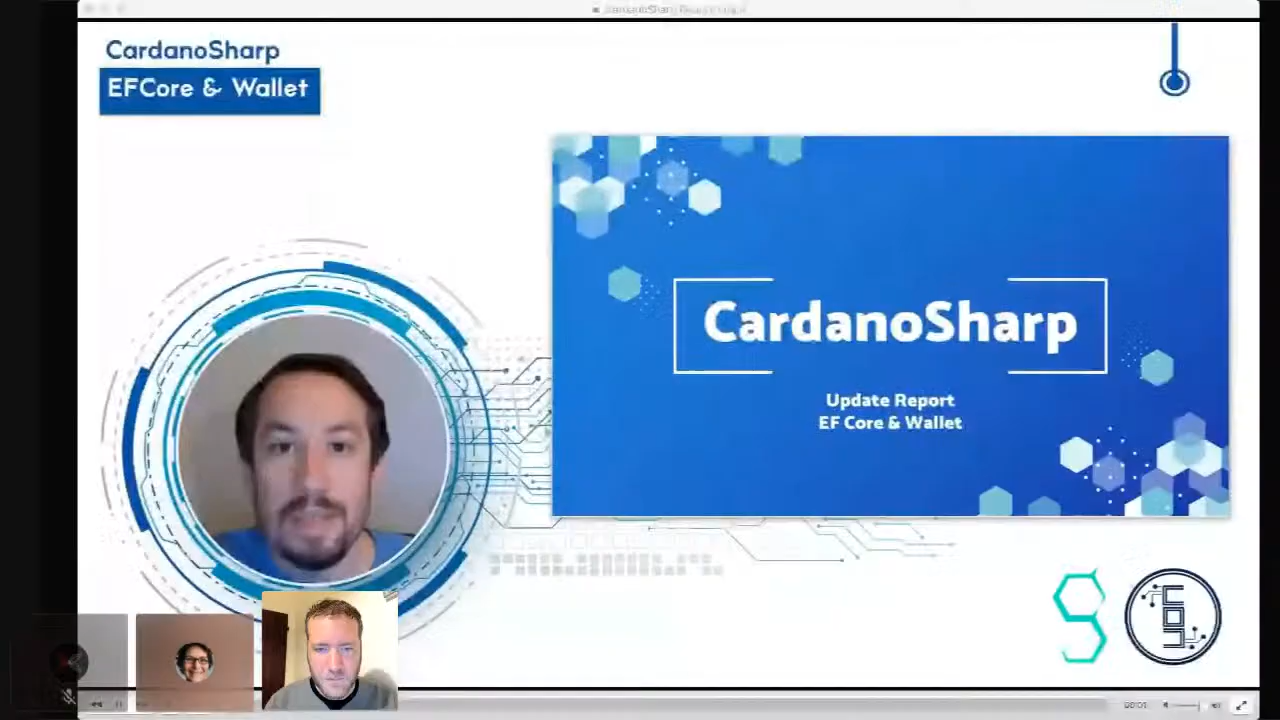 CardanoSharp
EFCore & Wallet
CardanoSharp
Update Report
EF Core & Wallet